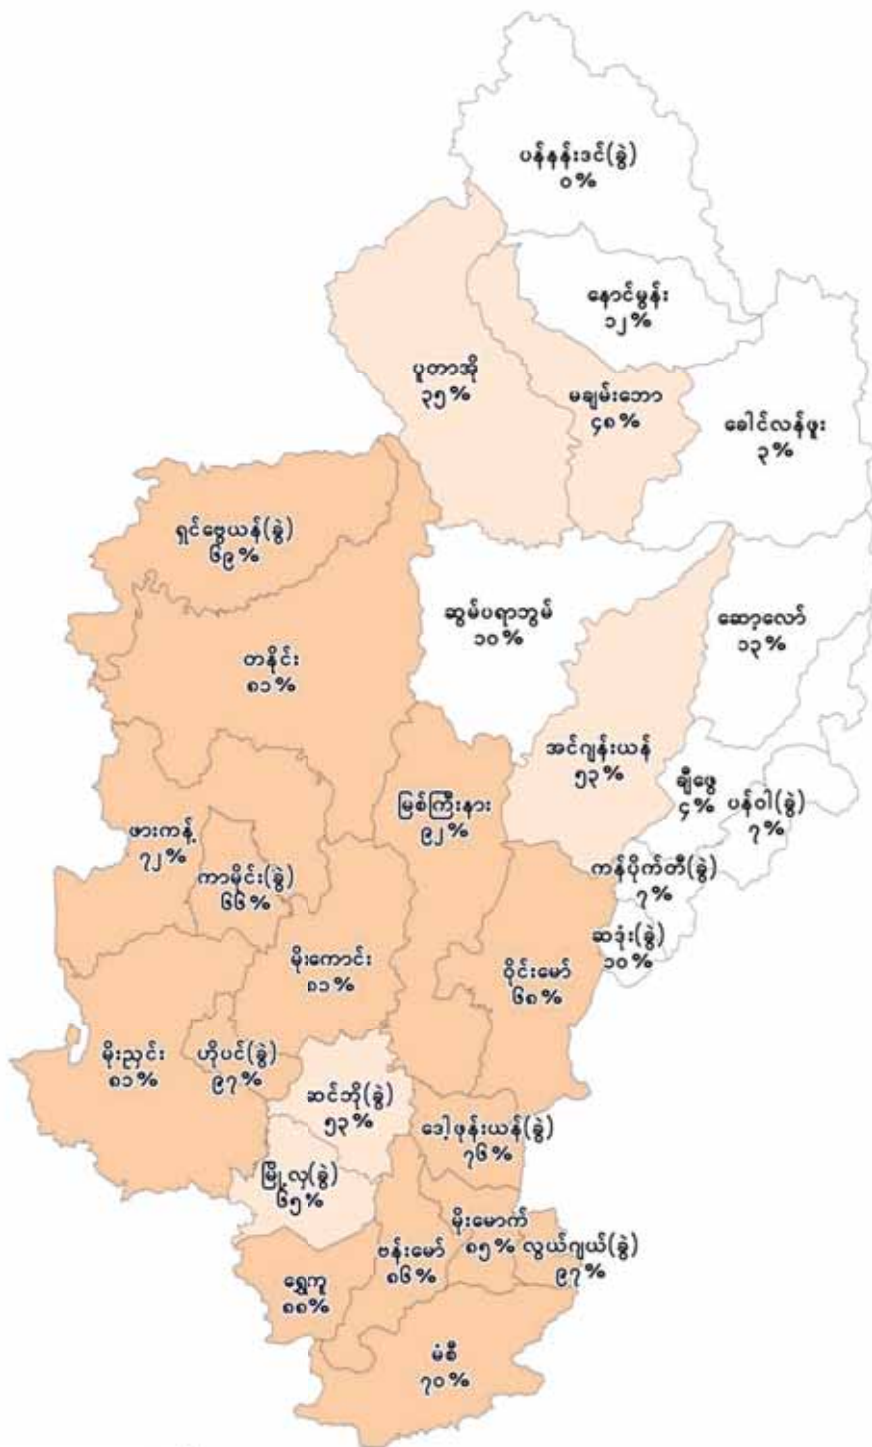 ပန်နန်းဒင်(ခွဲ)
၀%
နောင်မွန်း
၁၂%
ပူတာအို
၃၅%
မချမ်းဘော
၄၈%
ခေါင်လန်ဖူး
၃%
ရှင်ဗွေယန်(ခွဲ)
၆၉%
ဆွမ်ပရာဘွမ်
၁၀%
ဆော့လော်
၁၃%
တနိုင်း
၈၁%
အင်ဂျန်းယန်
၅၃%
ချီဖွေ
၄%
ပန်ဝါ(ခွဲ)
၇%
မြစ်ကြီးနား
၉၂%
ဖားကန့်
၇၂%
ကာမိုင်း(ခွဲ)
၆၆%
ကန်ပိုက်တီ(ခွဲ)
၇%
ဆဒုံး(ခွဲ)
၁၀%
မိုးကောင်း
၈၁%
ဝိုင်းမော်
၆၈%
မိုးညှင်း
၈၁%
ဟိုပင်(ခွဲ)
၉၇%
ဆင်ဘို(ခွဲ)
၅၃%
ဒေါ့ဖုန်းယန်(ခွဲ)
၇၆%
မြို့လှ(ခွဲ)
၆၅%
မိုးမောက်
၈၅%
လွယ်ဂျယ်(ခွဲ)
၉၇%
ဗန်းမော်
၈၆%
ရွှေကူ
၈၈%
မံစီ
၇၀%